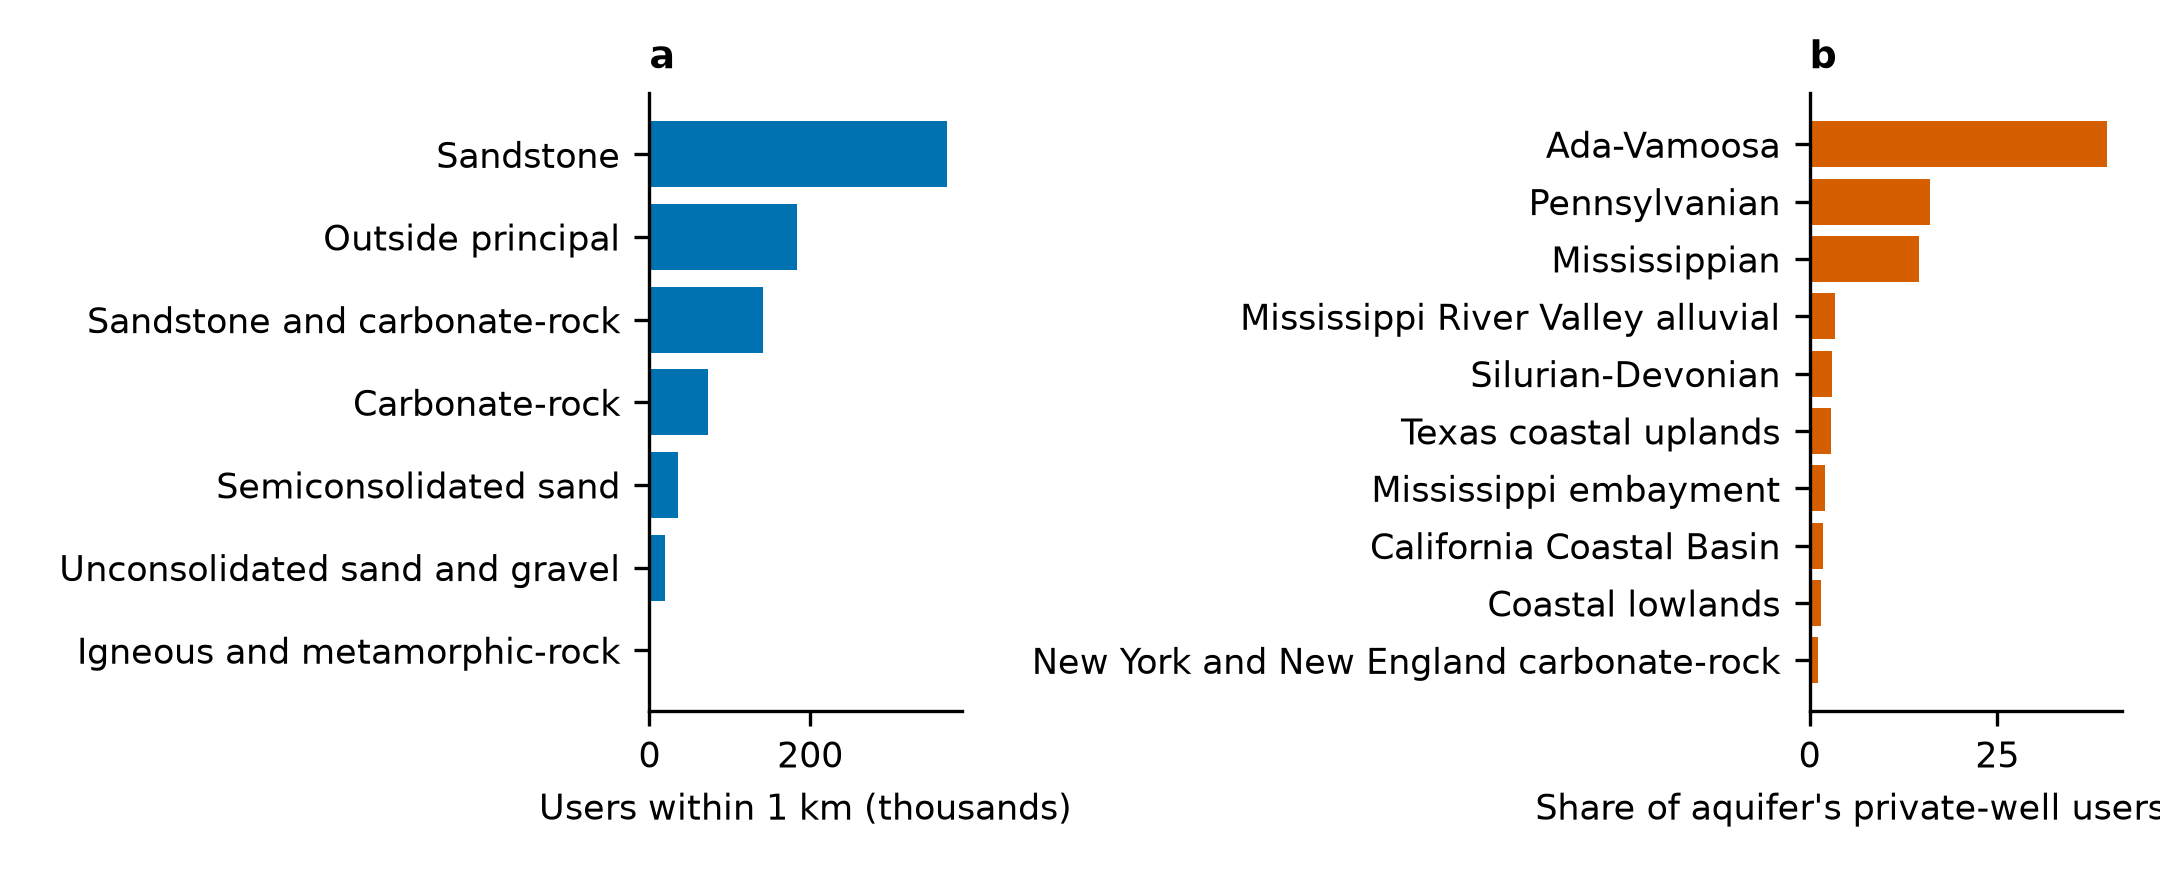 a
Sandstone
Outside principal
Sandstone and carbonate-rock
Carbonate-rock
Semiconsolidated sand
Unconsolidated sand and gravel
Igneous and metamorphic-rock
0
200
Users within 1 km (thousands)
b
Ada-Vamoosa
Pennsylvanian
Mississippian
Mississippi River Valley alluvial
Silurian-Devonian
Texas coastal uplands
Mississippi embayment
California Coastal Basin
Coastal lowlands
New York and New England carbonate-rock
0
25
Share of aquifer's private-well users